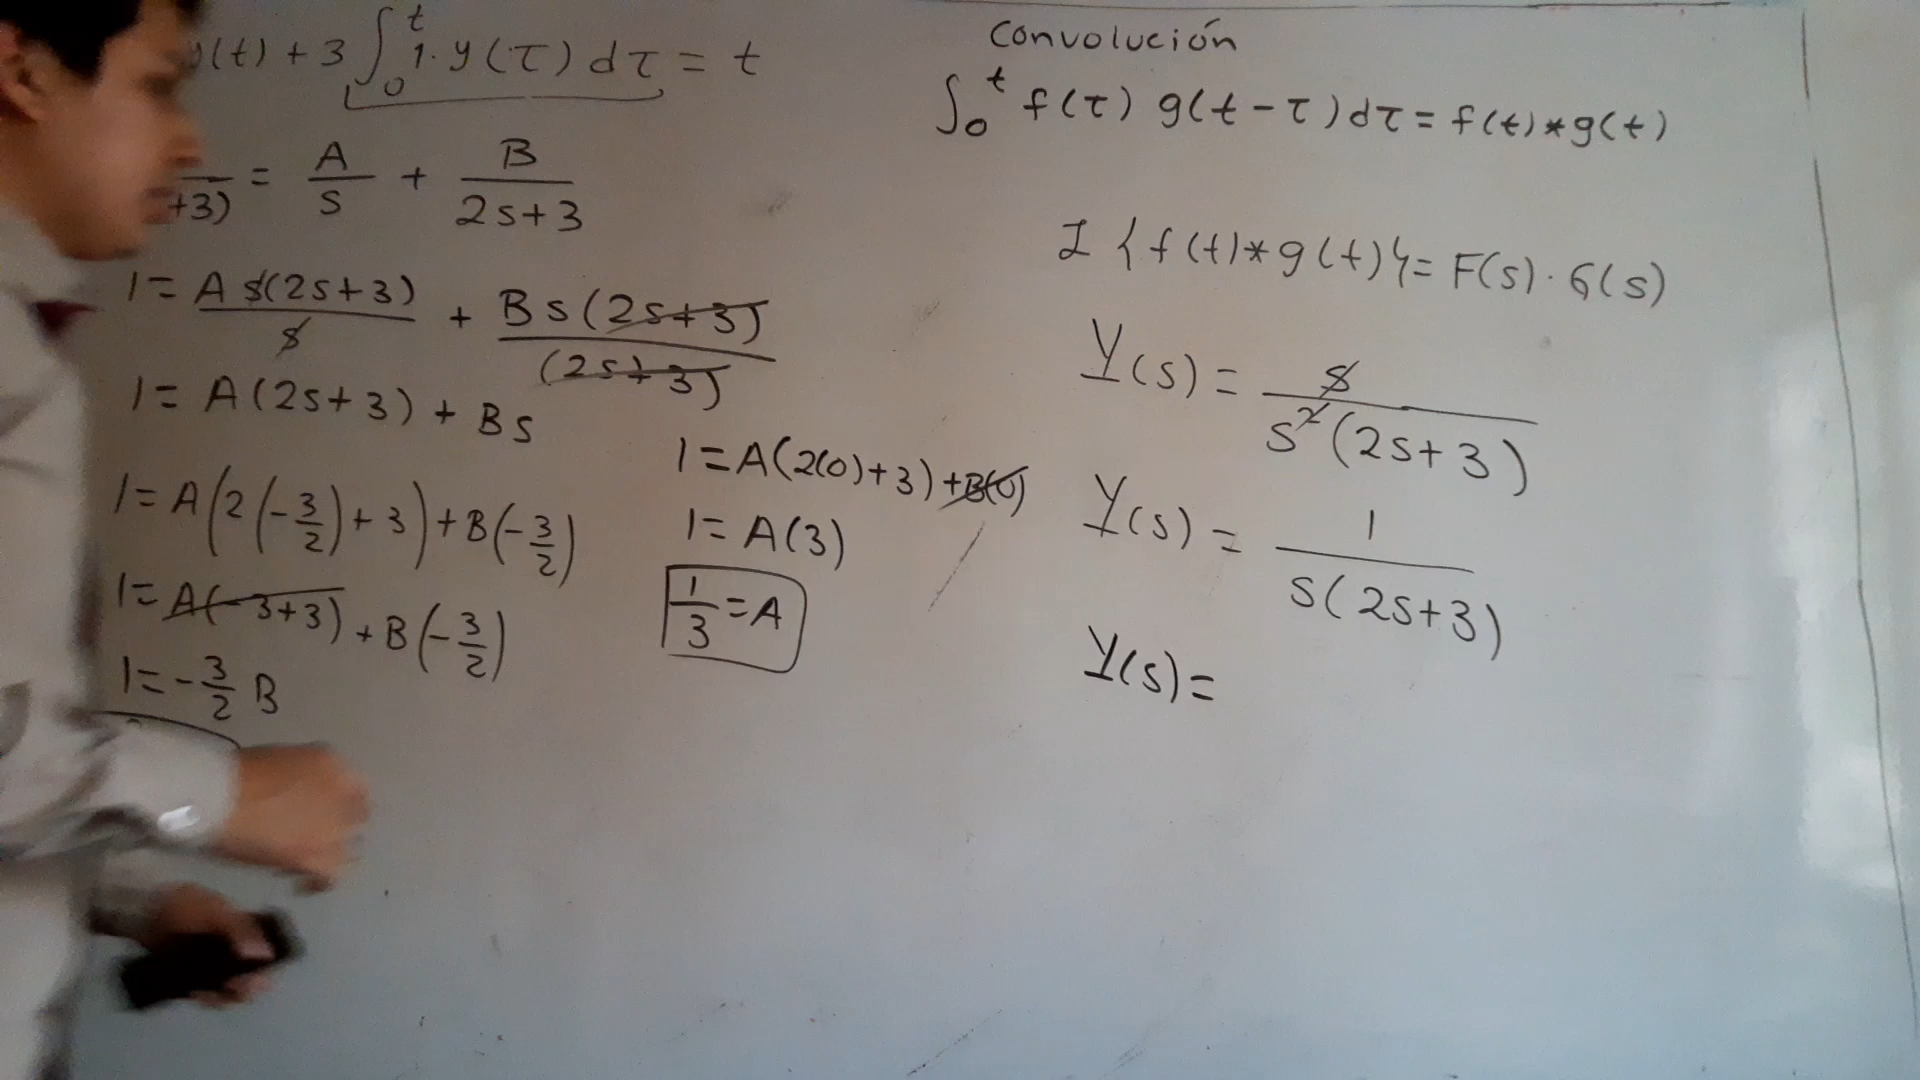 y(t) + 3 ∫₀ᵗ 1· y(τ) dτ = t
+3) = A/s + B/(2s+3)
1 = A s(2s+3)/s + B s(2s+3)/(2s+3)
1 = A(2s+3) + Bs
1 = A(2(-3/2)+3) + B(-3/2)
1 = A(-3+3) + B(-3/2)
1 = -3/2 B
1 = A(2(0)+3) + B(0)
1 = A(3)
1/3 = A
Convolución
∫₀ᵗ f(τ) g(t-τ)dτ = f(t)*g(t)
L{f(t)*g(t)} = F(s)·G(s)
Y(s) = s/(s²(2s+3))
Y(s) = 1/(s(2s+3))
Y(s) =